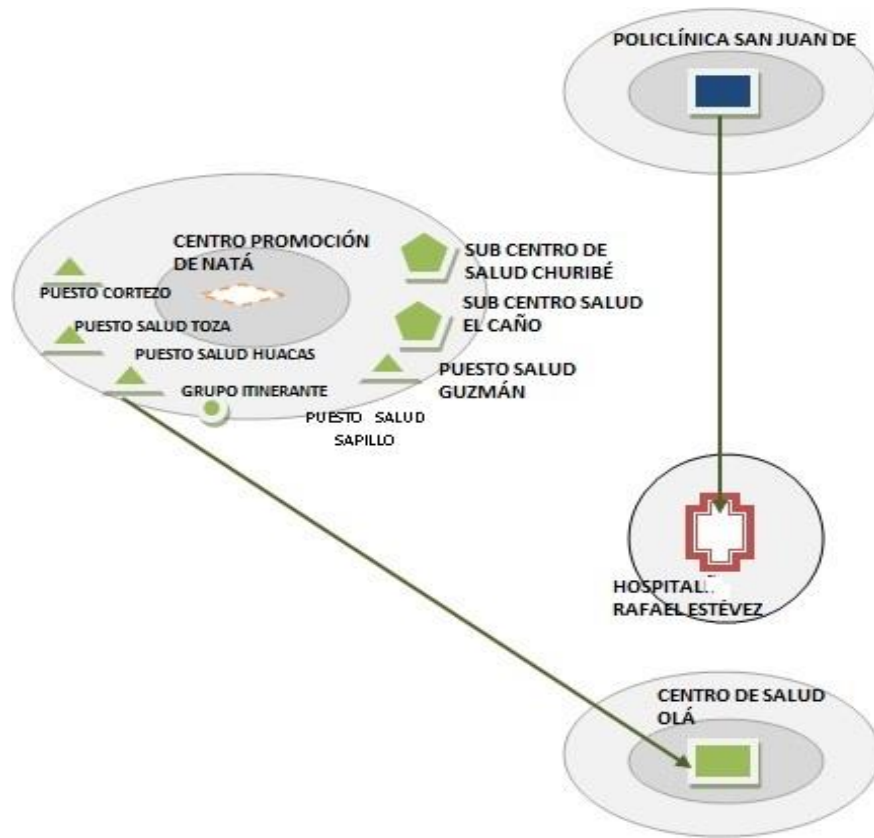 POLICLÍNICA SAN JUAN DE
CENTRO PROMOCIÓN
DE NATÁ
SUB CENTRO DE
SALUD CHURIBÉ
PUESTO CORTEZO
SUB CENTRO SALUD
EL CAÑO
PUESTO SALUD TOZA
PUESTO SALUD HUACAS
PUESTO SALUD
GUZMÁN
GRUPO ITINERANTE
PUESTO SALUD
SAPILLO
HOSPITAL
RAFAEL ESTÉVEZ
CENTRO DE SALUD
OLÁ